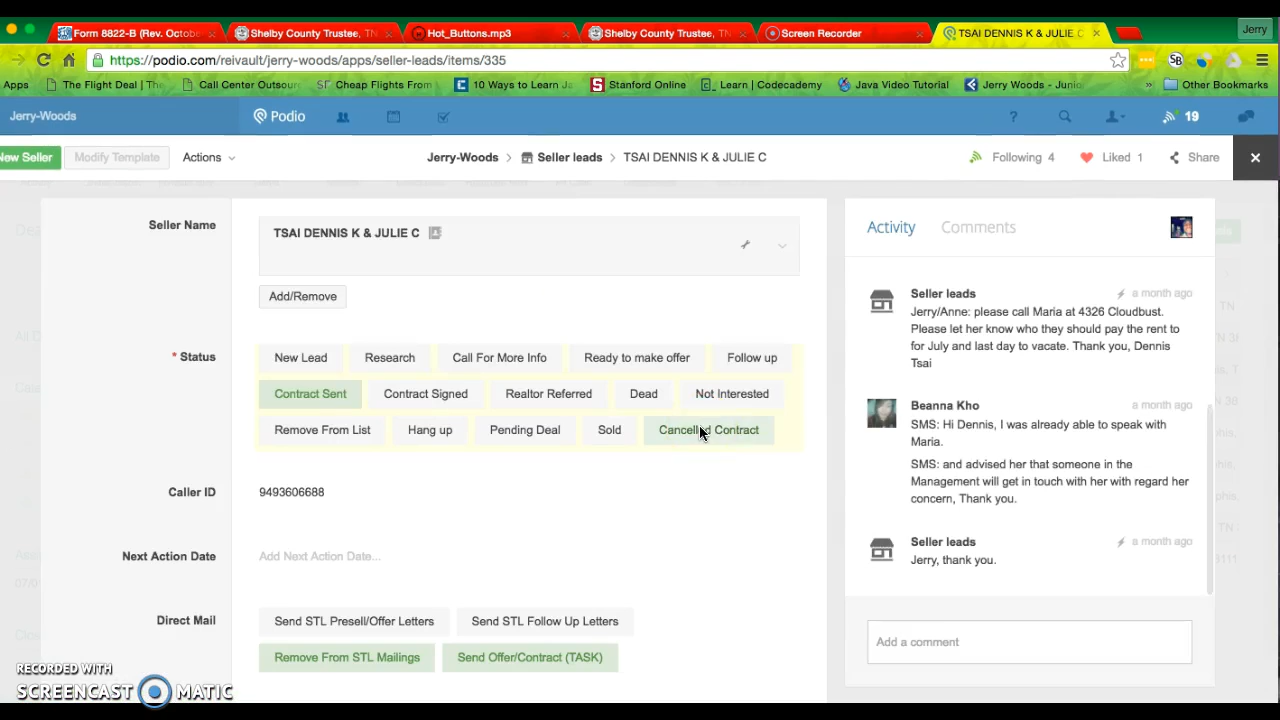 Form 8822-B (Rev. Octobe
Shelby County Trustee, TN
Hot_Buttons.mp3
Shelby County Trustee, TN
Screen Recorder
TSAI DENNIS K & JULIE C
Jerry
https://podio.com/reivault/jerry-woods/apps/seller-leads/items/335
Apps
The Flight Deal | The
Call Center Outsour
Cheap Flights From
10 Ways to Learn Ja
Stanford Online
Learn | Codecademy
Java Video Tutorial
Jerry Woods - Junio
»
Other Bookmarks
Jerry-Woods
Podio
?
19
New Seller
Modify Template
Actions
Jerry-Woods > Seller leads > TSAI DENNIS K & JULIE C
Following 4
Liked 1
Share
Seller Name
TSAI DENNIS K & JULIE C
Add/Remove
* Status
New Lead
Research
Call For More Info
Ready to make offer
Follow up
Contract Sent
Contract Signed
Realtor Referred
Dead
Not Interested
Remove From List
Hang up
Pending Deal
Sold
Cancelled Contract
Caller ID
9493606688
Next Action Date
Add Next Action Date...
Direct Mail
Send STL Presell/Offer Letters
Send STL Follow Up Letters
Remove From STL Mailings
Send Offer/Contract (TASK)
Activity
Comments
Seller leads
a month ago
Jerry/Anne: please call Maria at 4326 Cloudbust.
Please let her know who they should pay the rent to
for July and last day to vacate. Thank you, Dennis
Tsai
Beanna Kho
a month ago
SMS: Hi Dennis, I was already able to speak with
Maria.
SMS: and advised her that someone in the
Management will get in touch with her with regard her
concern, Thank you.
Seller leads
a month ago
Jerry, thank you.
Add a comment
RECORDED WITH
SCREENCAST MATIC